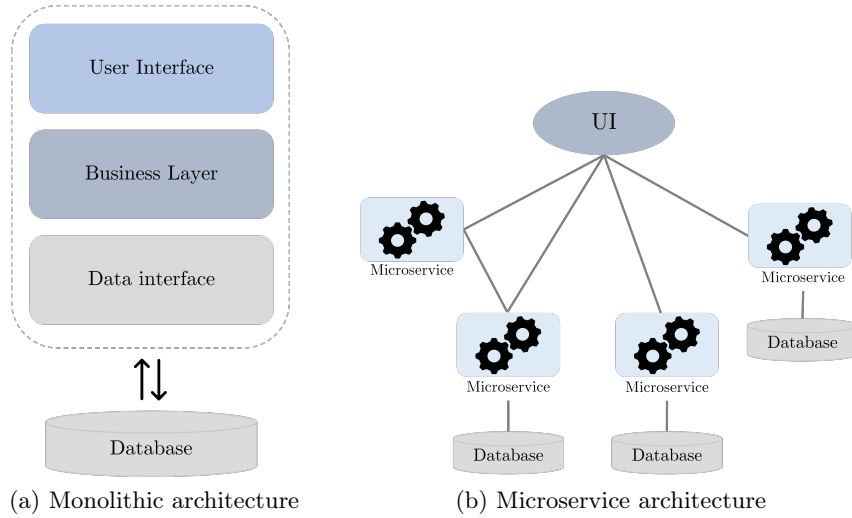 User Interface
Business Layer
Data interface
Database
(a) Monolithic architecture
UI
Microservice
Microservice
Microservice
Microservice
Database
Database
Database
(b) Microservice architecture